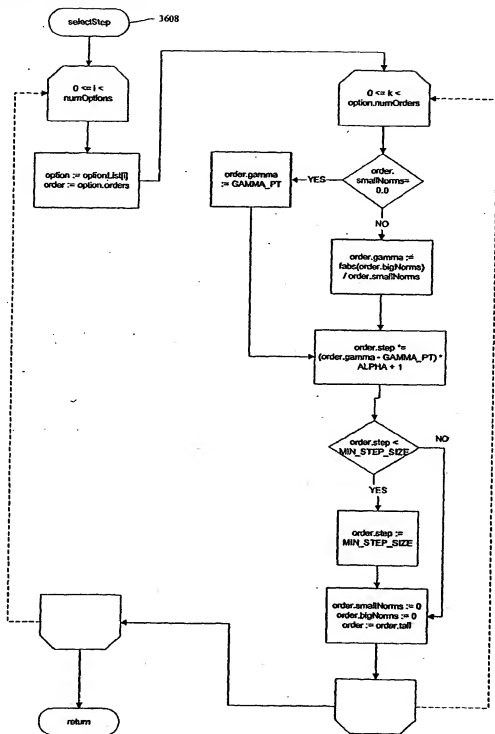 selectStep
3608
0 <= i <
numOptions
option := optionList[i]
order := option.orders
0 <= k <
option.numOrders
order.
smallNorms=
0.0
YES
order.gamma
:= GAMMA_PT
NO
order.gamma :=
fabs(order.bigNorms)
/ order.smallNorms
order.step *=
(order.gamma - GAMMA_PT) *
ALPHA + 1
order.step <
MIN_STEP_SIZE
NO
YES
order.step :=
MIN_STEP_SIZE
order.smallNorms := 0
order.bigNorms := 0
order := order.tail
return